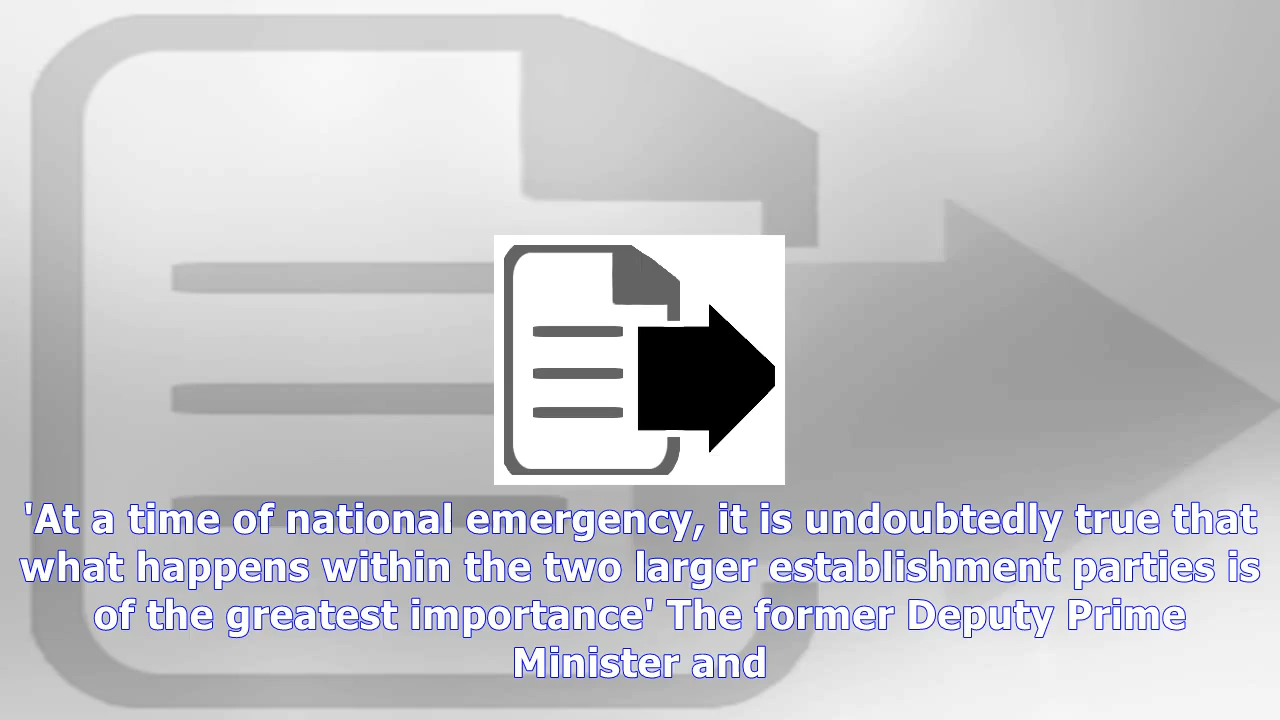 'At a time of national emergency, it is undoubtedly true that
what happens within the two larger establishment parties is
of the greatest importance' The former Deputy Prime
Minister and